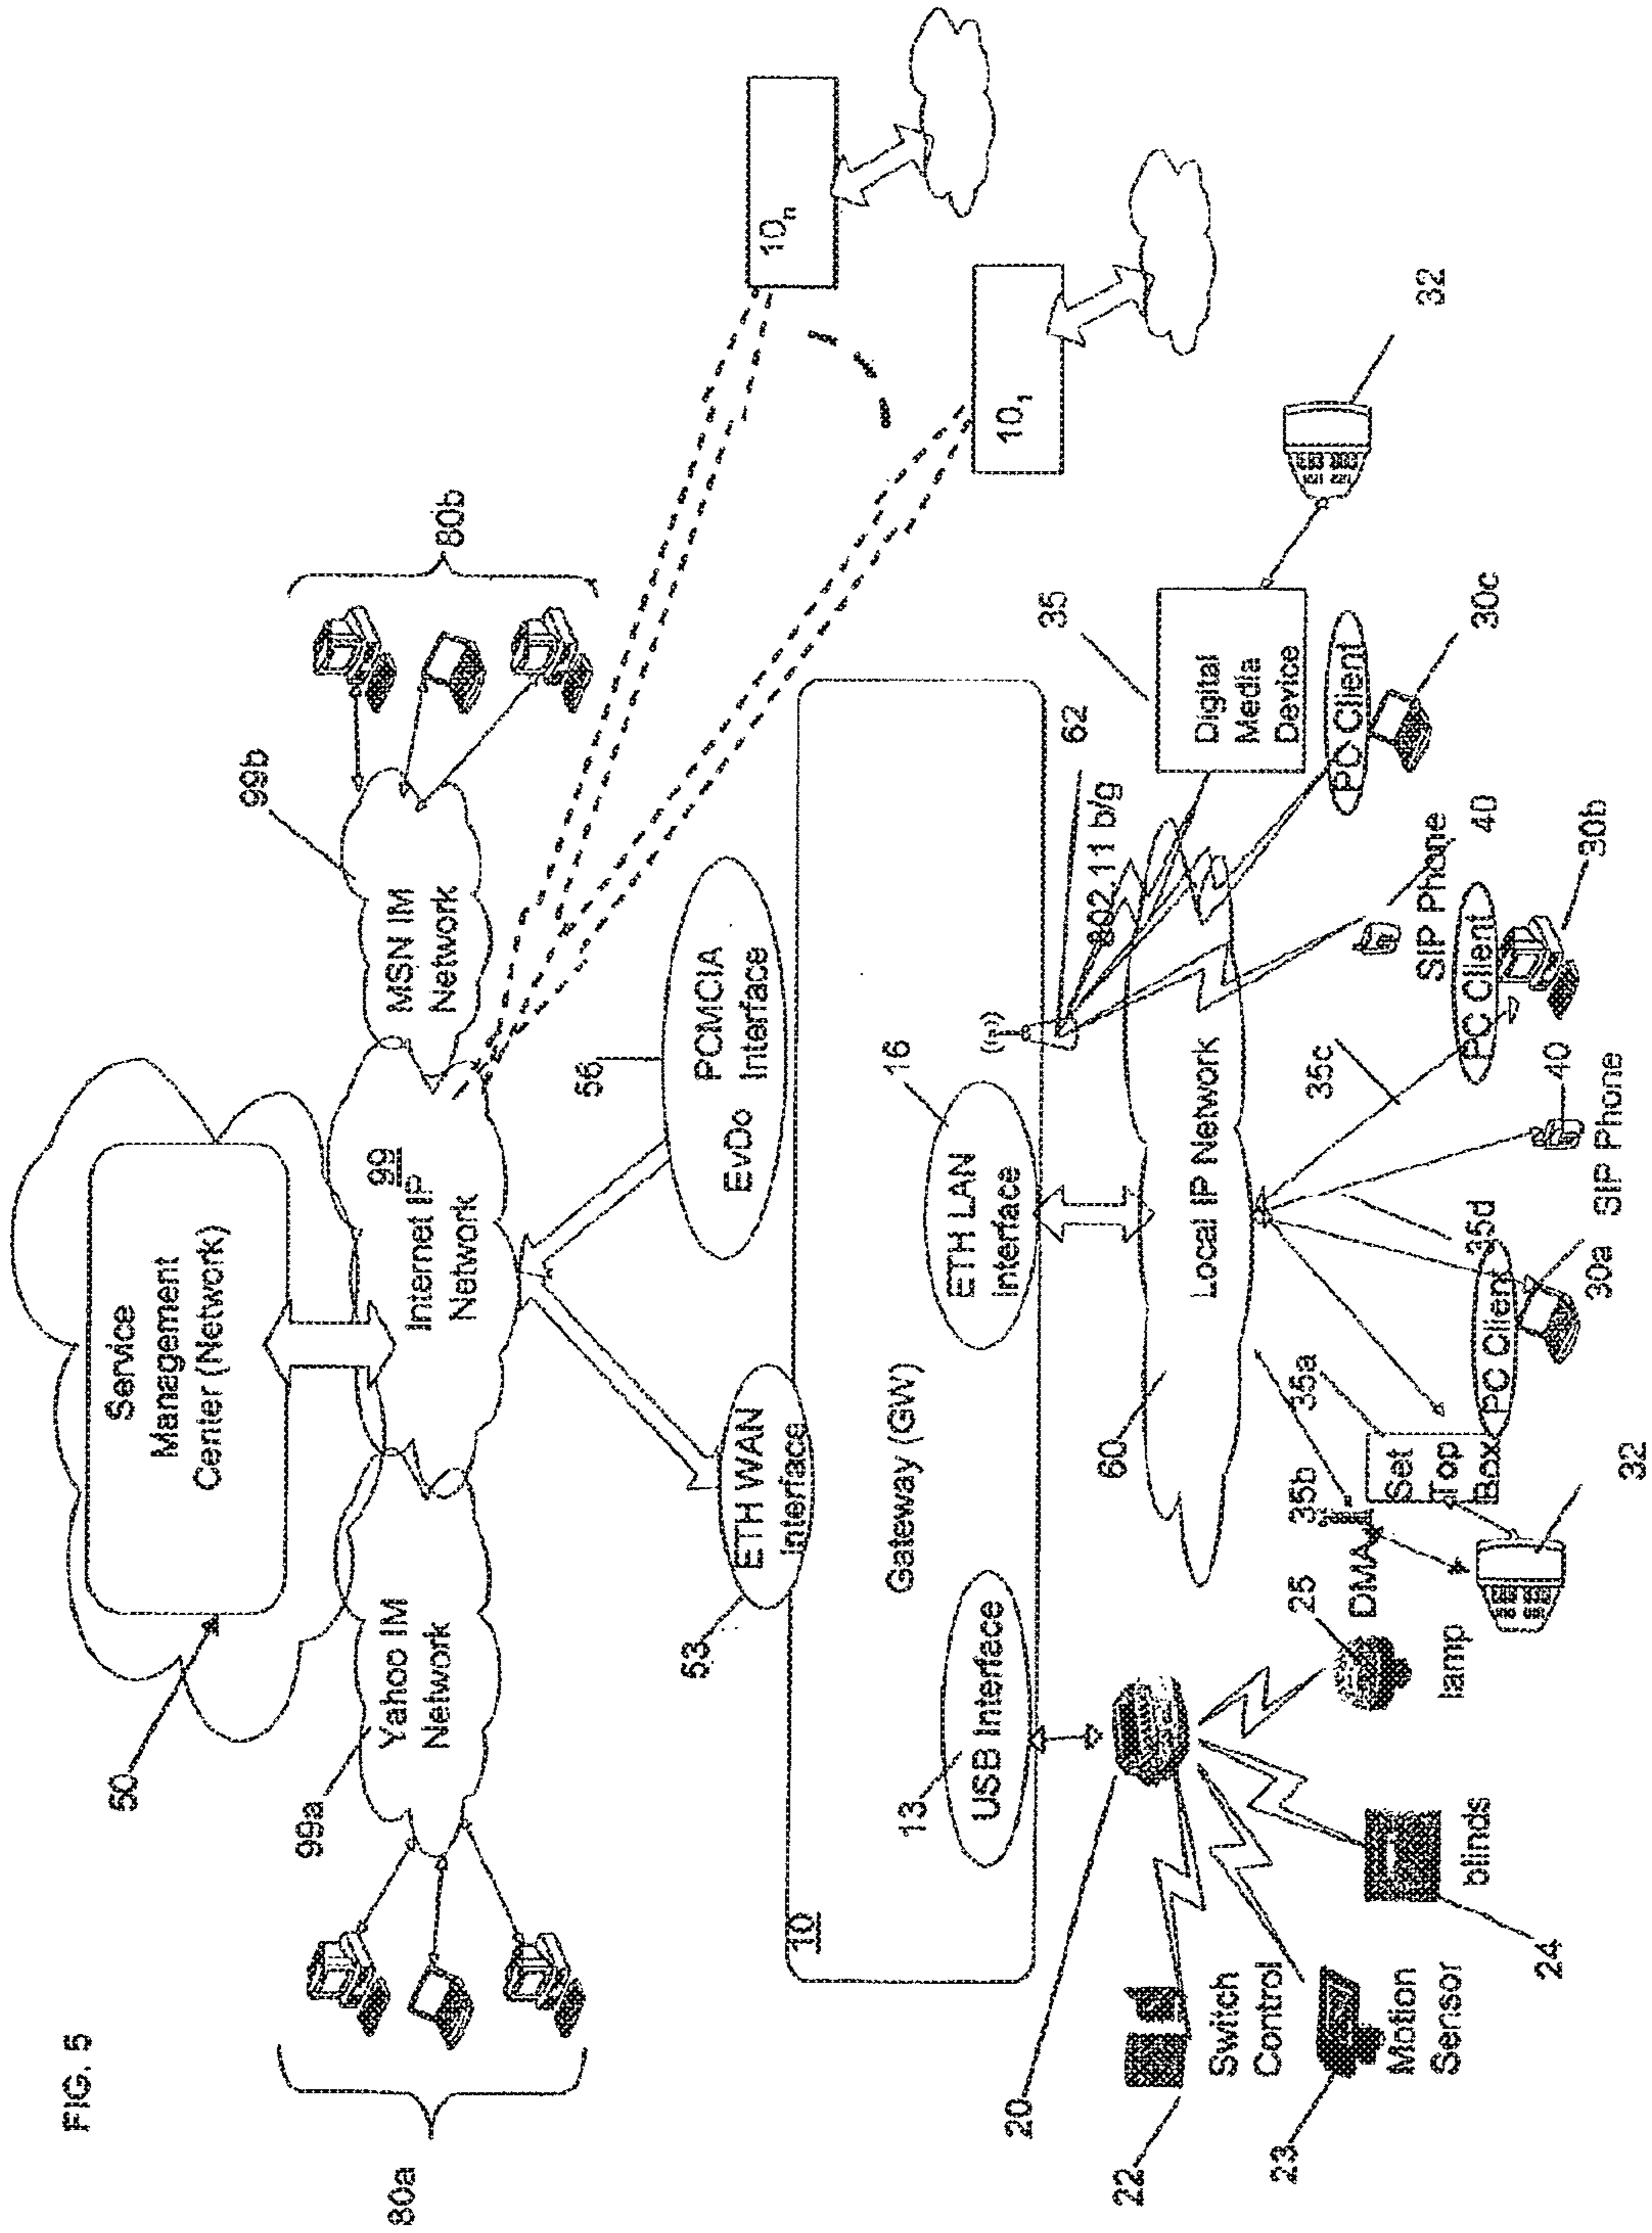 FIG. 5
50
Service
Management
Center (Network)
80a
99a
Yahoo IM
Network
99
Internet IP
Network
MSN IM
Network
99b
80b
53
ETH WAN
Interface
56
EvDo
PCMCIA
Interface
10
Gateway (GW)
13
USB Interface
16
ETH LAN
Interface
62
802.11 b/g
10n
101
60
Local IP Network
20
22
Switch
Control
23
Motion
Sensor
24
blinds
25
lamp
DMA
35b
35a
Set
Top
Box
32
PC Client
30a
35d
SIP Phone
40
35c
PC Client
30b
SIP Phone
40
35
Digital
Media
Device
PC Client
30c
32